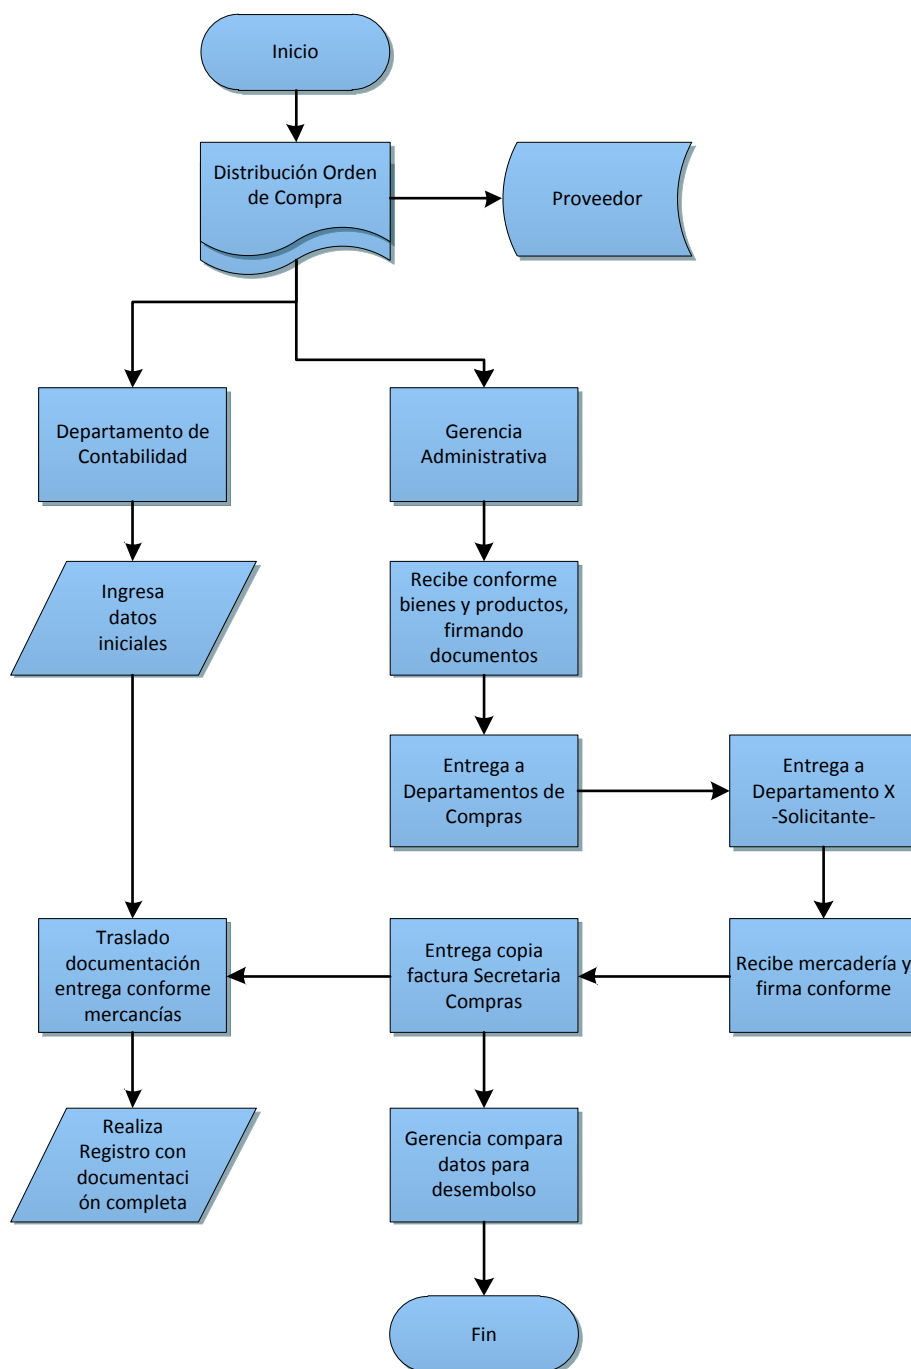 Inicio
Distribución Orden
de Compra
Proveedor
Departamento de
Contabilidad
Gerencia
Administrativa
Ingresa
datos
iniciales
Recibe conforme
bienes y productos,
firmando
documentos
Entrega a
Departamentos de
Compras
Entrega a
Departamento X
-Solicitante-
Traslado
documentación
entrega conforme
mercancías
Entrega copia
factura Secretaria
Compras
Recibe mercadería y
firma conforme
Realiza
Registro con
documentaci
ón completa
Gerencia compara
datos para
desembolso
Fin